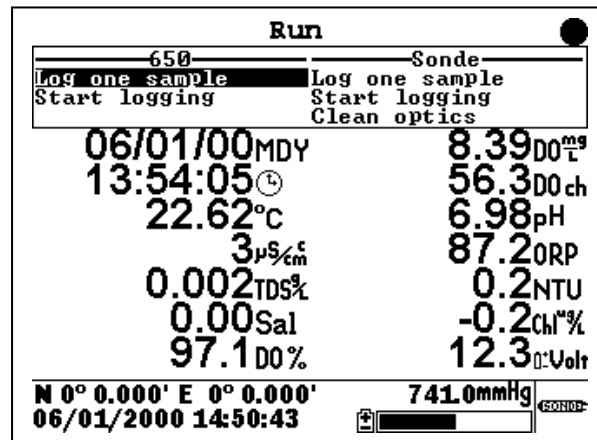 Run
650 Sonde
Log one sample Log one sample
Start logging Start logging
Clean optics
06/01/00MDY 8.39DO mg/L
13:54:05 56.3DO ch
22.62°C 6.98pH
3µS/cm c 87.2ORP
0.002TDS g/L 0.2NTU
0.00Sal -0.2Chl ug/L
97.1DO% 12.3 Volt
N 0° 0.000' E 0° 0.000' 741.0mmHg
SONDE
06/01/2000 14:50:43